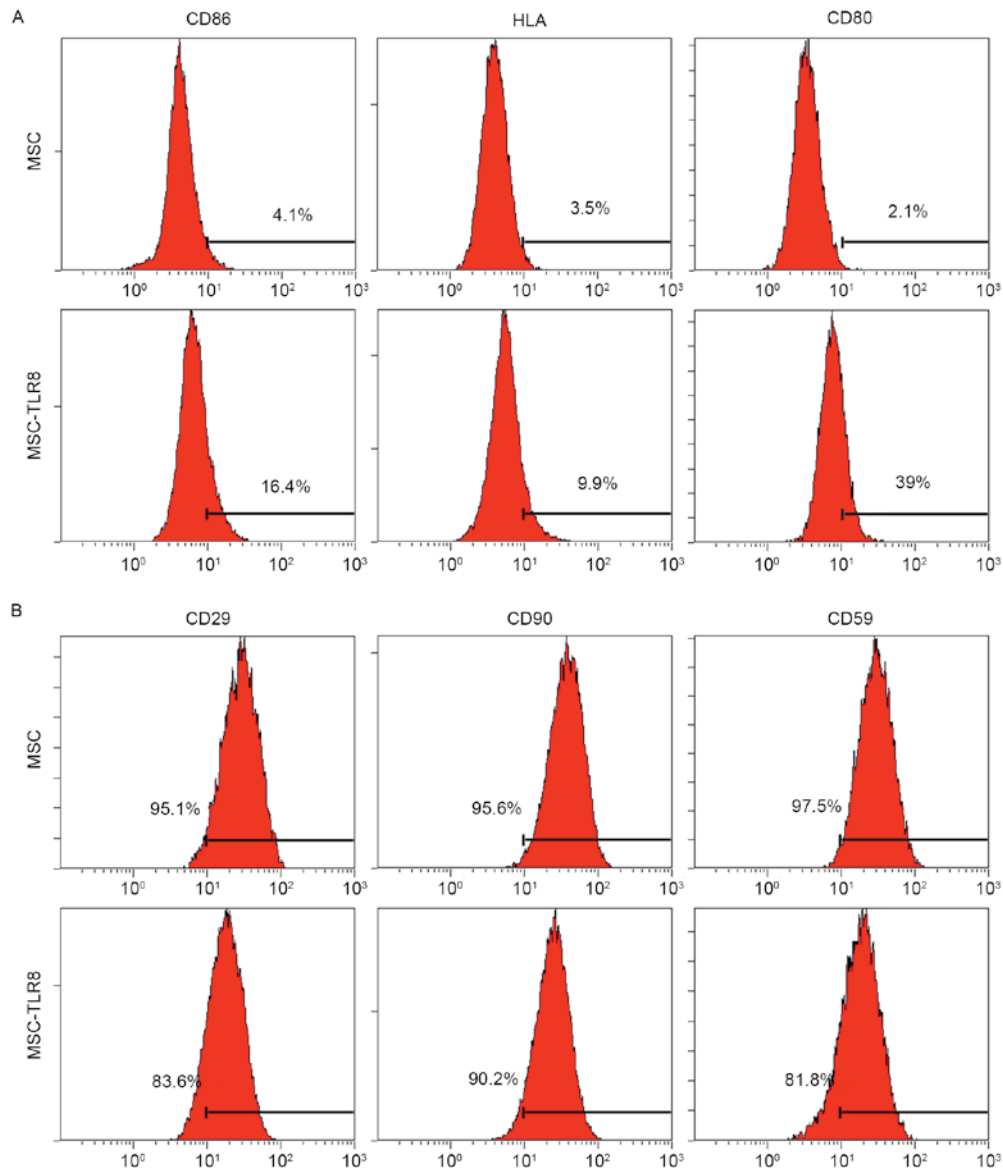 A
CD86 HLA CD80
MSC
4.1% 3.5% 2.1%
10⁰ 10¹ 10² 10³ 10⁰ 10¹ 10² 10³ 10⁰ 10¹ 10² 10³
MSC-TLR8
16.4% 9.9% 39%
10⁰ 10¹ 10² 10³ 10⁰ 10¹ 10² 10³ 10⁰ 10¹ 10² 10³
B
CD29 CD90 CD59
MSC
95.1% 95.6% 97.5%
10⁰ 10¹ 10² 10³ 10⁰ 10¹ 10² 10³ 10⁰ 10¹ 10² 10³
MSC-TLR8
83.6% 90.2% 81.8%
10⁰ 10¹ 10² 10³ 10⁰ 10¹ 10² 10³ 10⁰ 10¹ 10² 10³